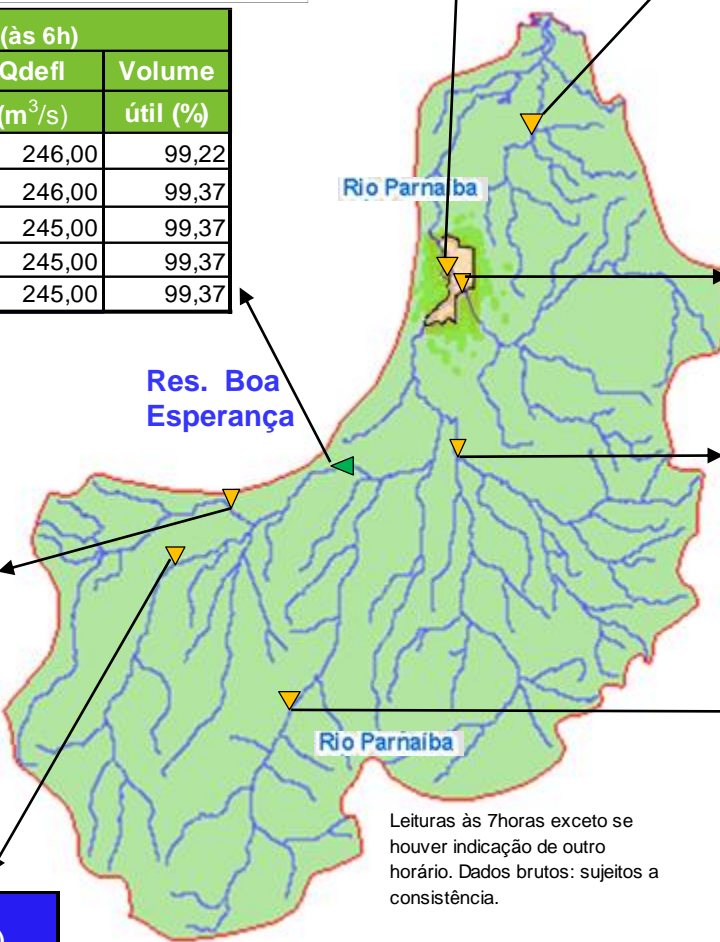 (às 6h)
Qdefl Volume
(m³/s) útil (%)
246,00 99,22
246,00 99,37
245,00 99,37
245,00 99,37
245,00 99,37
Rio Parnaíba
Res. Boa
Esperança
Rio Parnaíba
Leituras às 7horas exceto se
houver indicação de outro
horário. Dados brutos: sujeitos a
consistência.